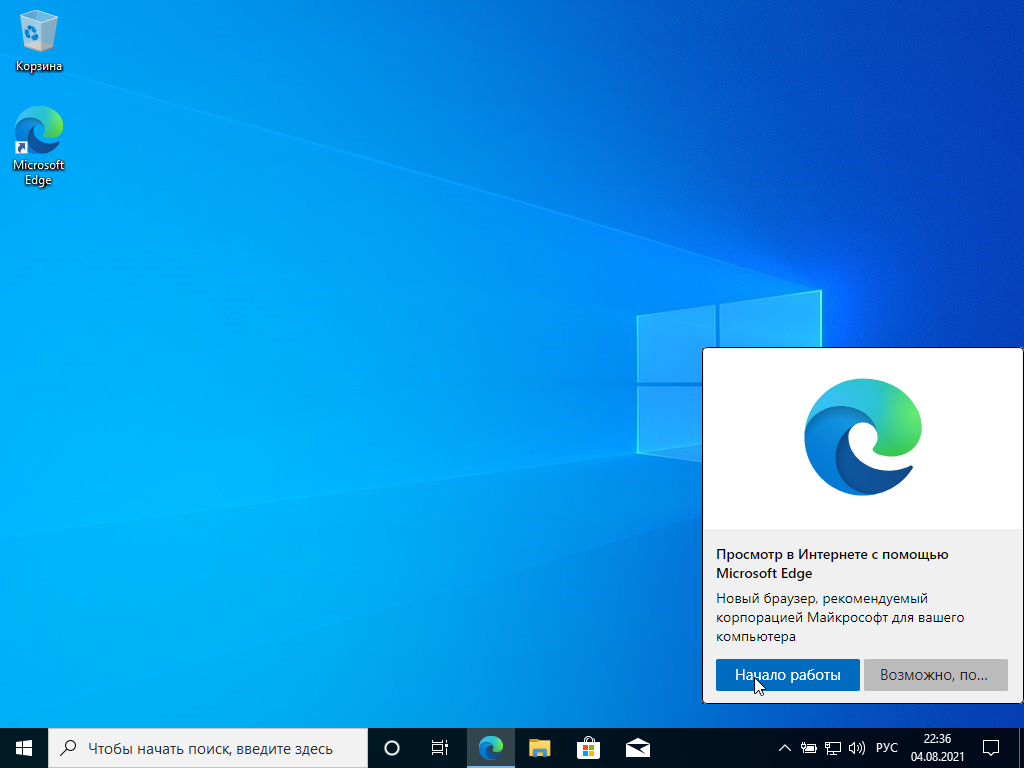 Корзина
Microsoft
Edge
Просмотр в Интернете с помощью
Microsoft Edge
Новый браузер, рекомендуемый
корпорацией Майкрософт для вашего
компьютера
Начало работы
Возможно, по...
Чтобы начать поиск, введите здесь
РУС
22:36
04.08.2021